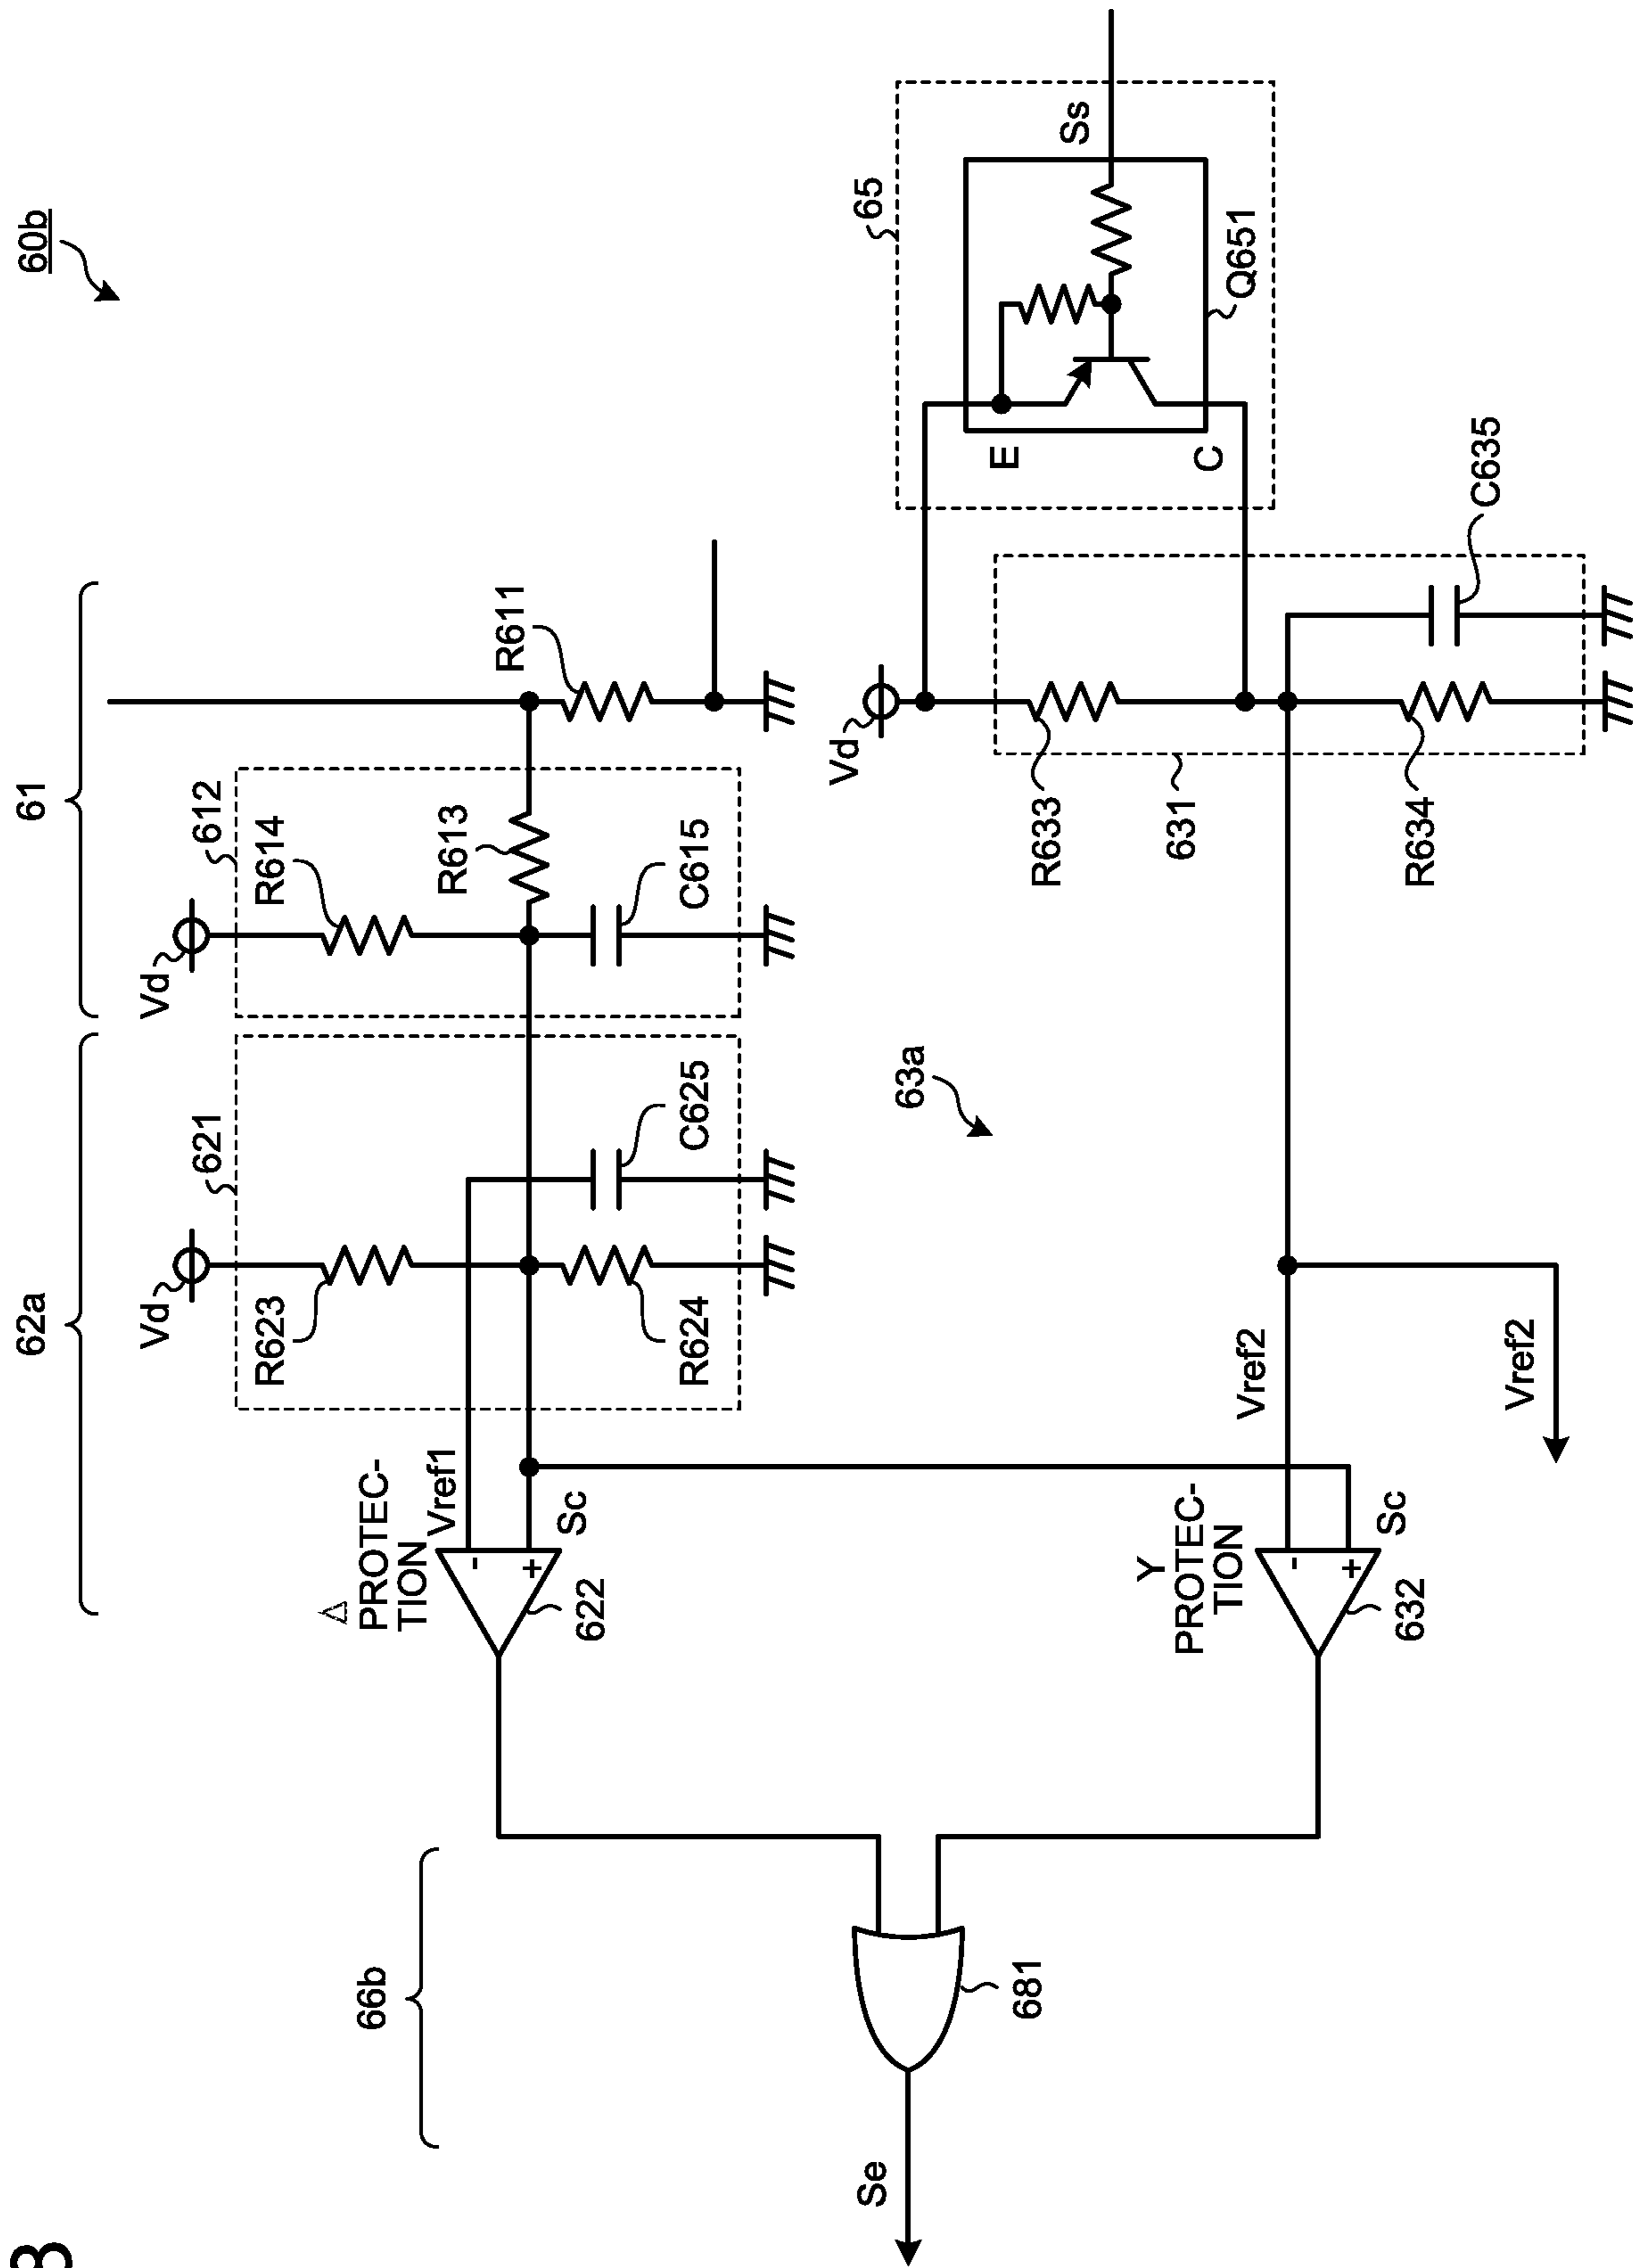 60b
61
62a
612
Vd
R614
R613
C615
R611
621
Vd
R623
R624
C625
Δ
PROTEC-
TION
Vref1
Sc
-
+
622
65
Ss
Q651
E
C
Vd
R633
631
R634
C635
63a
Vref2
Vref2
Y
PROTEC-
TION
Sc
-
+
632
66b
681
Se